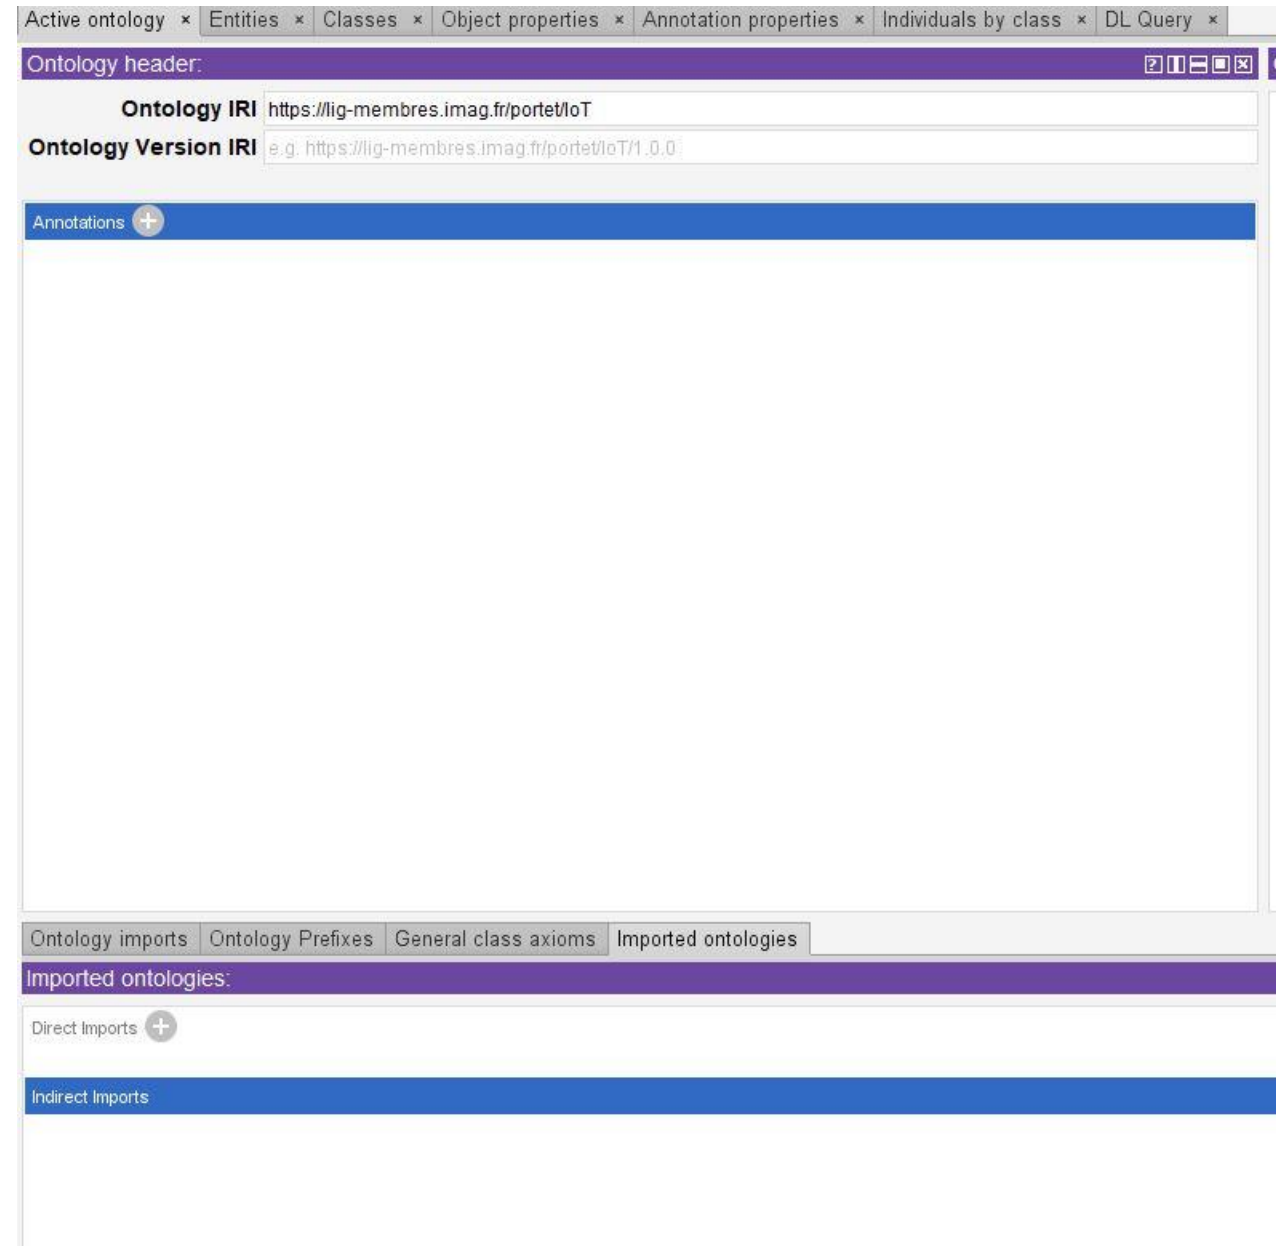 Active ontology × Entities × Classes × Object properties × Annotation properties × Individuals by class × DL Query ×
Ontology header:
Ontology IRI https://lig-membres.imag.fr/portet/IoT
Ontology Version IRI e.g. https://lig-membres.imag.fr/portet/IoT/1.0.0
Annotations
Ontology imports Ontology Prefixes General class axioms Imported ontologies
Imported ontologies:
Direct Imports
Indirect Imports